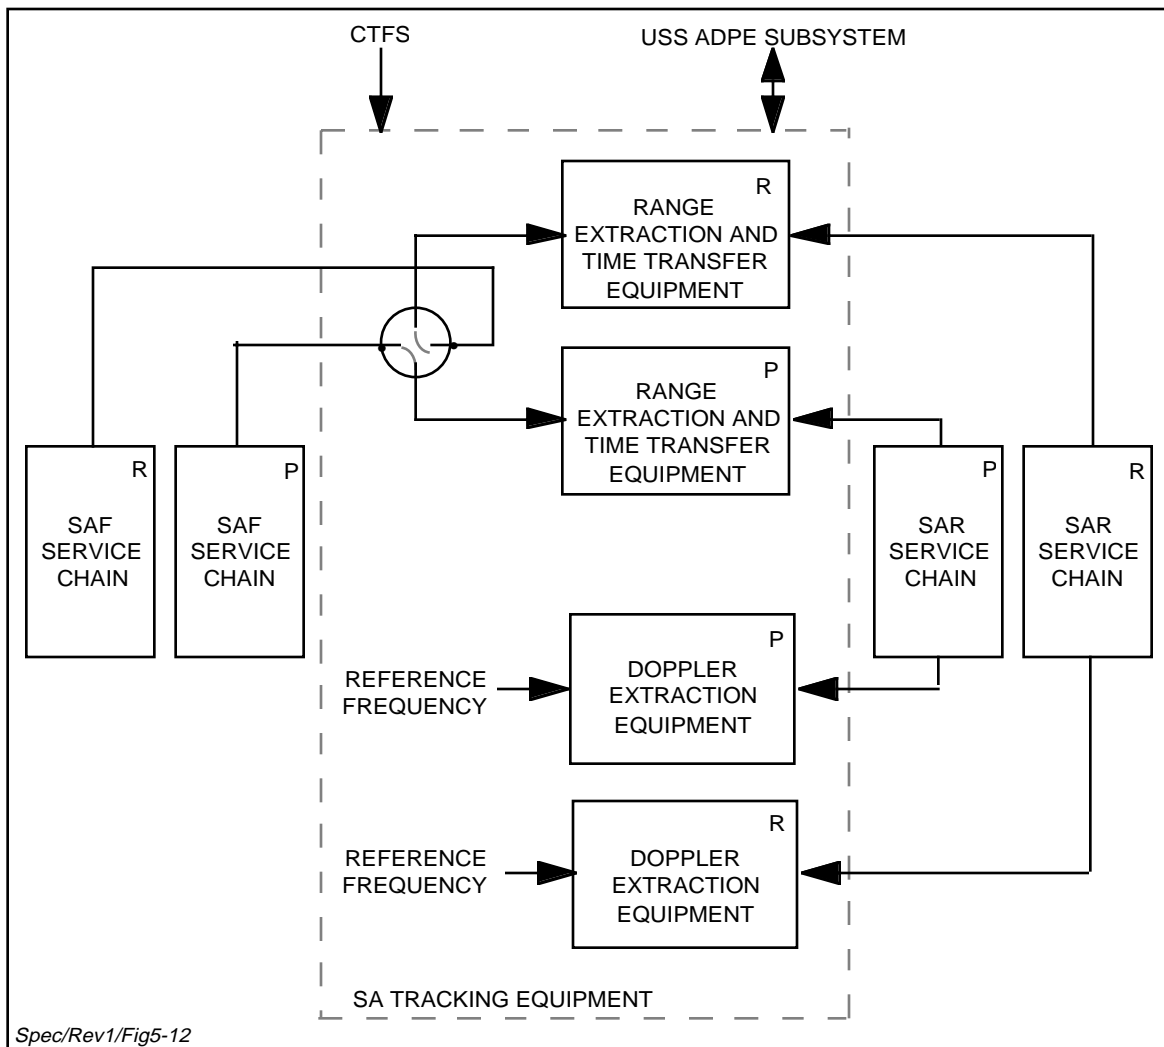 CTFS
USS ADPE SUBSYSTEM
R
RANGE
EXTRACTION AND
TIME TRANSFER
EQUIPMENT
P
RANGE
EXTRACTION AND
TIME TRANSFER
EQUIPMENT
R
SAF
SERVICE
CHAIN
P
SAF
SERVICE
CHAIN
P
SAR
SERVICE
CHAIN
R
SAR
SERVICE
CHAIN
REFERENCE
FREQUENCY
P
DOPPLER
EXTRACTION
EQUIPMENT
REFERENCE
FREQUENCY
R
DOPPLER
EXTRACTION
EQUIPMENT
SA TRACKING EQUIPMENT
Spec/Rev1/Fig5-12